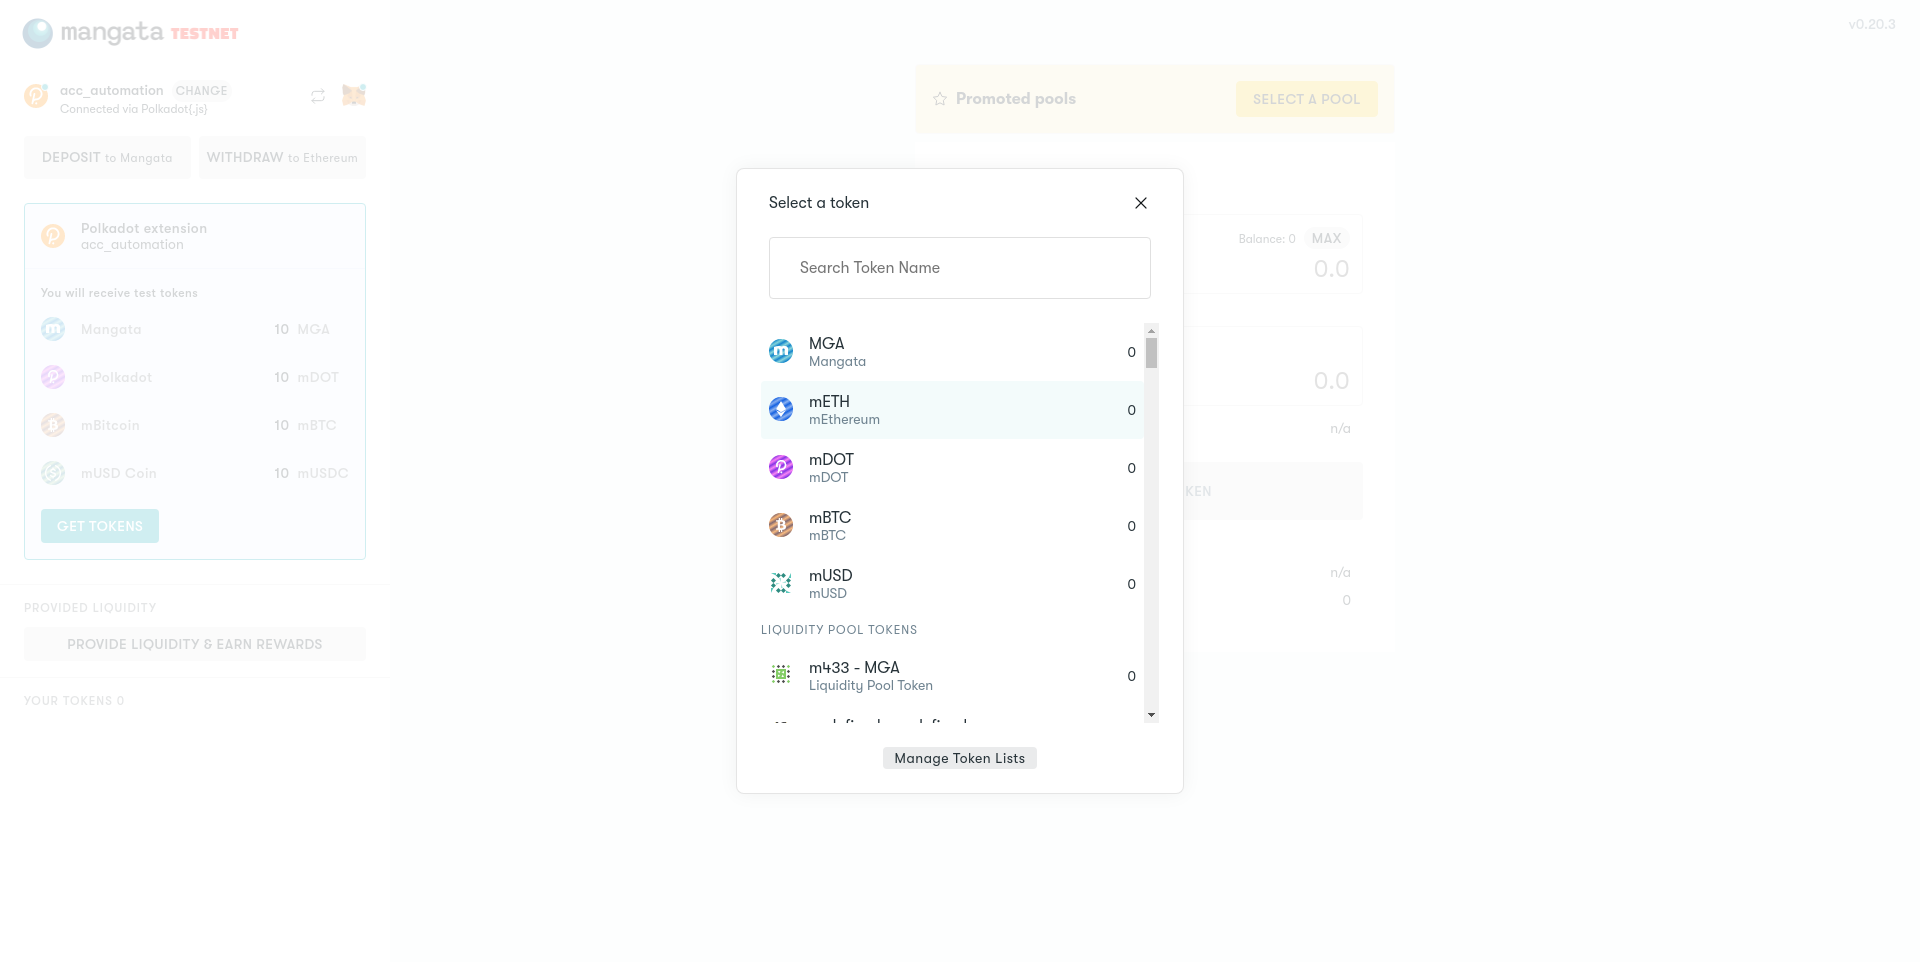 mangata TESTNET
v0.20.3
acc_automation CHANGE
Connected via Polkadot{.js}
DEPOSIT to Mangata
WITHDRAW to Ethereum
Polkadot extension
acc_automation
You will receive test tokens
Mangata 10 MGA
mPolkadot 10 mDOT
mBitcoin 10 mBTC
mUSD Coin 10 mUSDC
GET TOKENS
PROVIDED LIQUIDITY
PROVIDE LIQUIDITY & EARN REWARDS
YOUR TOKENS 0
Promoted pools
SELECT A POOL
Balance: 0 MAX
0.0
0.0
n/a
KEN
n/a
0
Select a token
Search Token Name
MGA
Mangata
0
mETH
mEthereum
0
mDOT
mDOT
0
mBTC
mBTC
0
mUSD
mUSD
0
LIQUIDITY POOL TOKENS
m433 - MGA
Liquidity Pool Token
0
Manage Token Lists